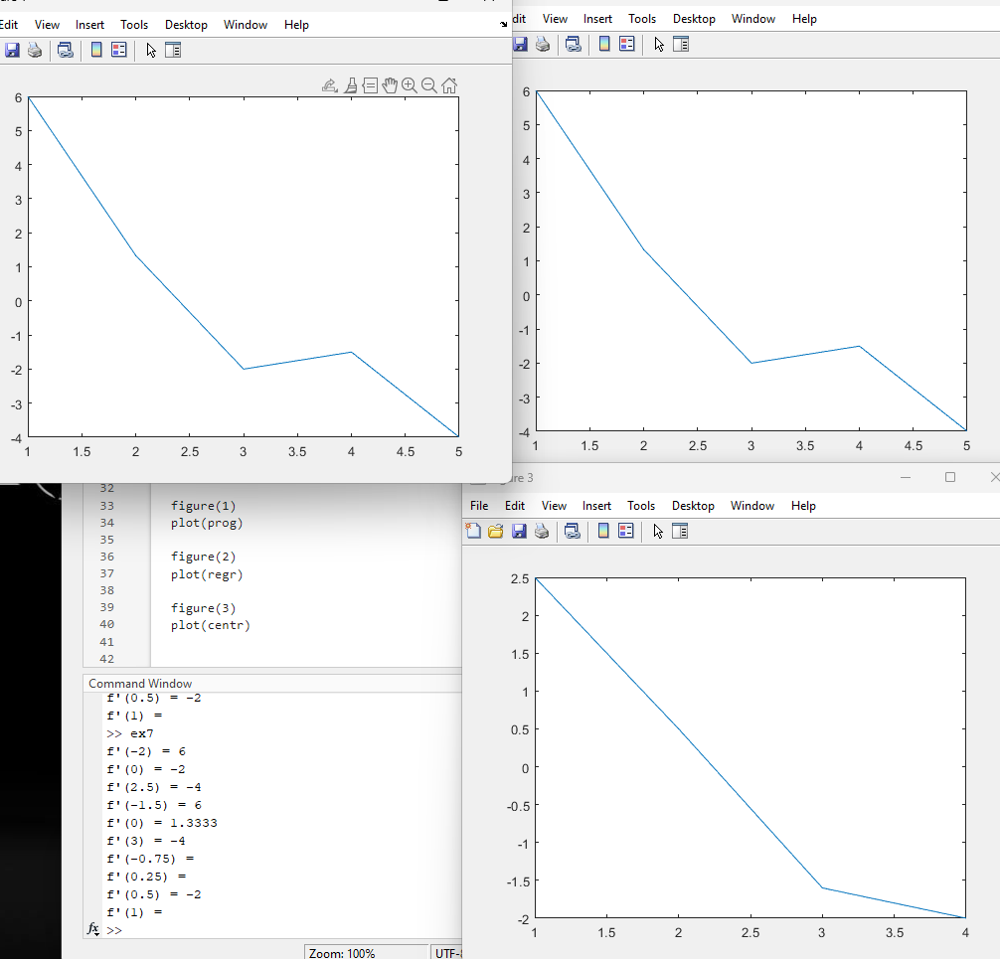 Edit View Insert Tools Desktop Window Help
6
5
4
3
2
1
0
-1
-2
-3
-4
1 1.5 2 2.5 3 3.5 4 4.5 5
dit View Insert Tools Desktop Window Help
6
5
4
3
2
1
0
-1
-2
-3
-4
1 1.5 2 2.5 3 3.5 4 4.5 5
32
33 figure(1)
34 plot(prog)
35
36 figure(2)
37 plot(regr)
38
39 figure(3)
40 plot(centr)
41
42
Command Window
f'(0.5) = -2
f'(1) =
>> ex7
f'(-2) = 6
f'(0) = -2
f'(2.5) = -4
f'(-1.5) = 6
f'(0) = 1.3333
f'(3) = -4
f'(-0.75) =
f'(0.25) =
f'(0.5) = -2
f'(1) =
fx >>
Zoom: 100% UTF-8
ure 3
File Edit View Insert Tools Desktop Window Help
2.5
2
1.5
1
0.5
0
-0.5
-1
-1.5
-2
1 1.5 2 2.5 3 3.5 4